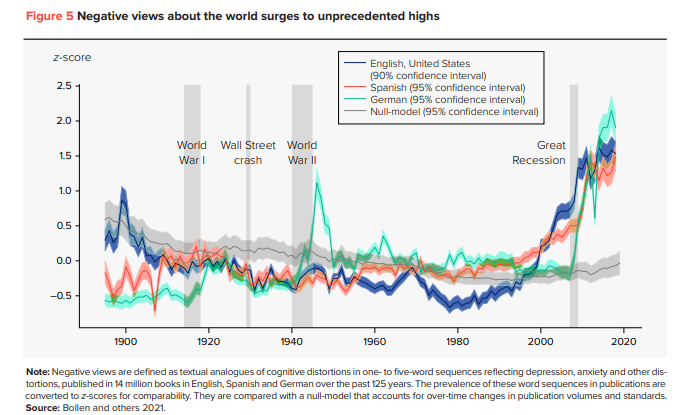 Figure 5 Negative views about the world surges to unprecedented highs
z-score
2.5
2.0
1.5
1.0
0.5
0.0
−0.5
English, United States
(90% confidence interval)
Spanish (95% confidence interval)
German (95% confidence interval)
Null-model (95% confidence interval)
World
War I
Wall Street
crash
World
War II
Great
Recession
1900
1920
1940
1960
1980
2000
2020
Note: Negative views are defined as textual analogues of cognitive distortions in one- to five-word sequences reflecting depression, anxiety and other dis-
tortions, published in 14 million books in English, Spanish and German over the past 125 years. The prevalence of these word sequences in publications are
converted to z-scores for comparability. They are compared with a null-model that accounts for over-time changes in publication volumes and standards.
Source: Bollen and others 2021.